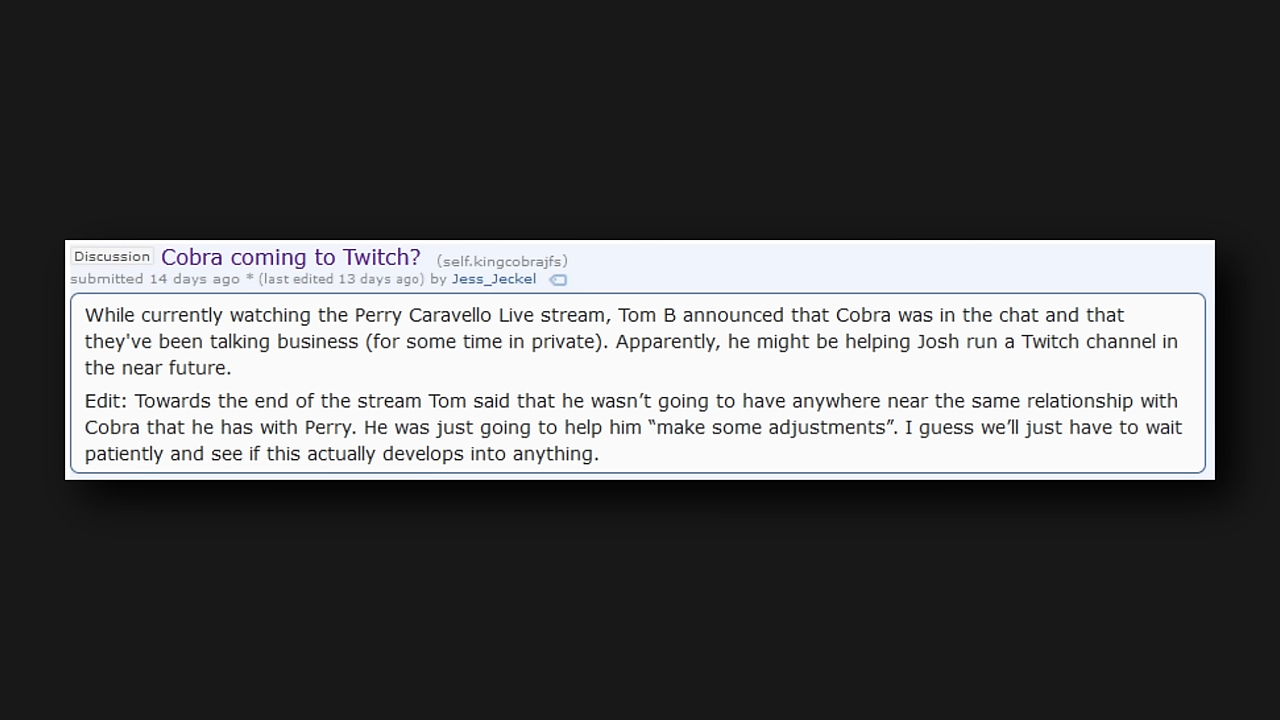 Discussion Cobra coming to Twitch? (self.kingcobrajfs)
submitted 14 days ago * (last edited 13 days ago) by Jess_Jeckel
While currently watching the Perry Caravello Live stream, Tom B announced that Cobra was in the chat and that
they've been talking business (for some time in private). Apparently, he might be helping Josh run a Twitch channel in
the near future.
Edit: Towards the end of the stream Tom said that he wasn’t going to have anywhere near the same relationship with
Cobra that he has with Perry. He was just going to help him “make some adjustments”. I guess we’ll just have to wait
patiently and see if this actually develops into anything.